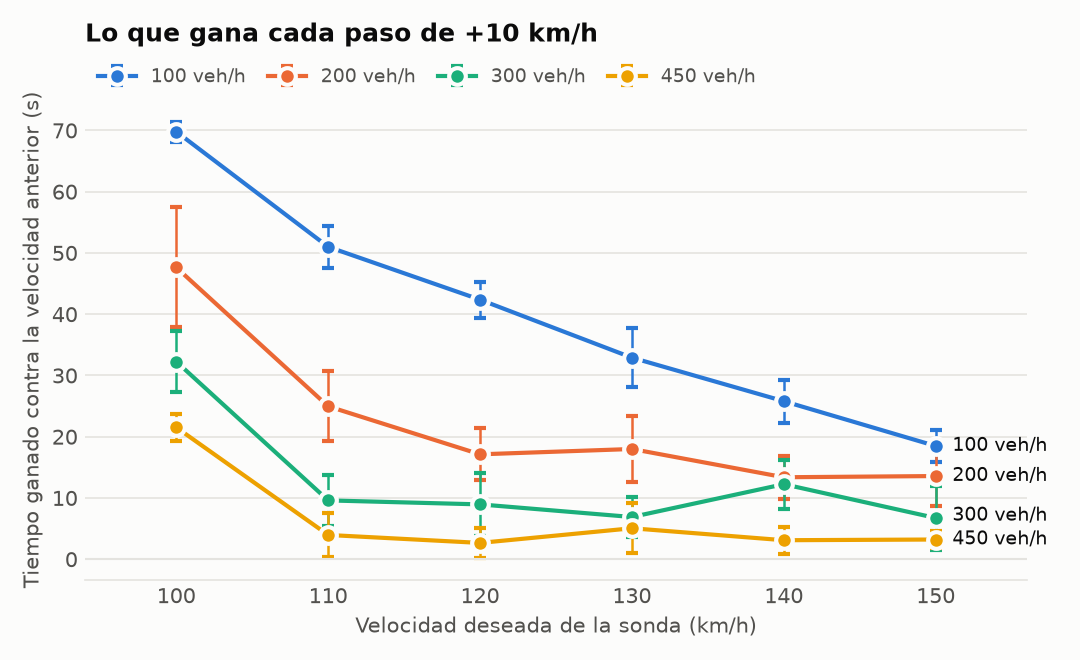 Lo que gana cada paso de +10 km/h
100 veh/h
200 veh/h
300 veh/h
450 veh/h
Tiempo ganado contra la velocidad anterior (s)
70
60
50
40
30
20
10
0
100 veh/h
200 veh/h
300 veh/h
450 veh/h
100
110
120
130
140
150
Velocidad deseada de la sonda (km/h)